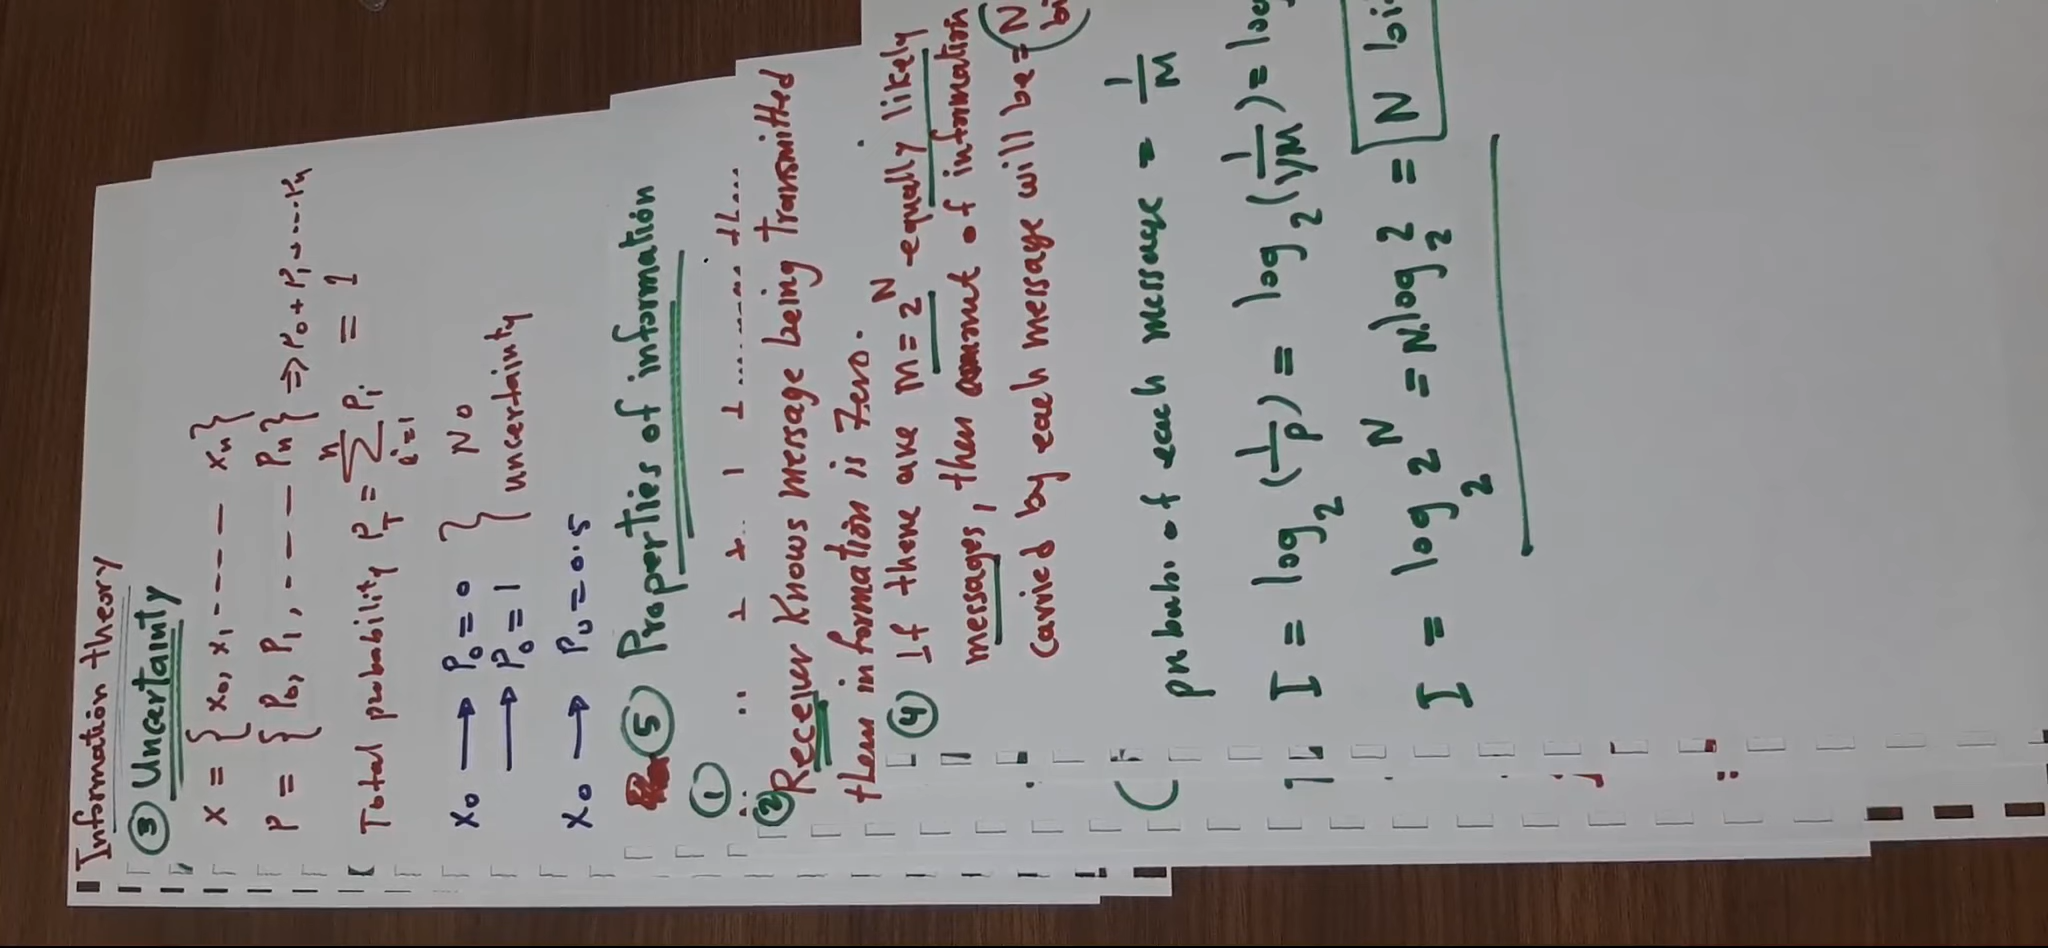 Information theory
③ Uncertainty
X = { x₀, x₁, - - - - xₙ}
P = { P₀, P₁, - - - - Pₙ} ⇒ P₀ + P₁ + .... Pₙ
Total probability P_T = Σ_{i=1}^{n} Pᵢ = 1
X₀ → P₀ = 0 } No
→ P₀ = 1 } uncertainty
X₀ → P₀ = 0.5
⑤ Properties of information
①
② Receiver Knows message being transmitted
then information is Zero.
④ If there are M = 2^N equally likely
messages, then amount of information
carried by each message will be = N
probab. of each message = 1/M
I = log₂ (1/P) = log₂ (1/1/M) = log
I = log₂ 2^N = N log₂ 2 = N bi